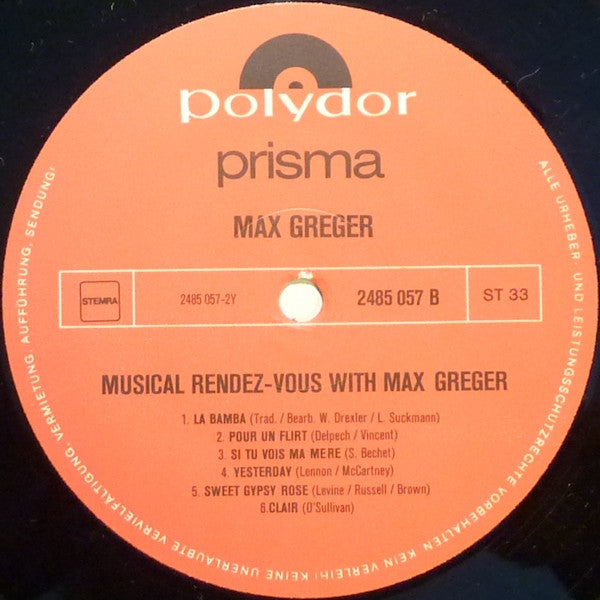 polydor
prisma
MAX GREGER
STEMRA
2485 057-2Y
2485 057 B
ST 33
MUSICAL RENDEZ-VOUS WITH MAX GREGER
1. LA BAMBA (Trad. / Bearb. W. Drexler / L. Suckmann)
2. POUR UN FLIRT (Delpech / Vincent)
3. SI TU VOIS MA MERE (S. Bechet)
4. YESTERDAY (Lennon / McCartney)
5. SWEET GYPSY ROSE (Levine / Russell / Brown)
6.CLAIR (O'Sullivan)
ALLE URHEBER- UND LEISTUNGSSCHUTZRECHTE VORBEHALTEN KEIN VERLEIH! KEINE UNERLAUBTE VERVIELFÄLTIGUNG, VERMIETUNG, AUFFÜHRUNG, SENDUNG!